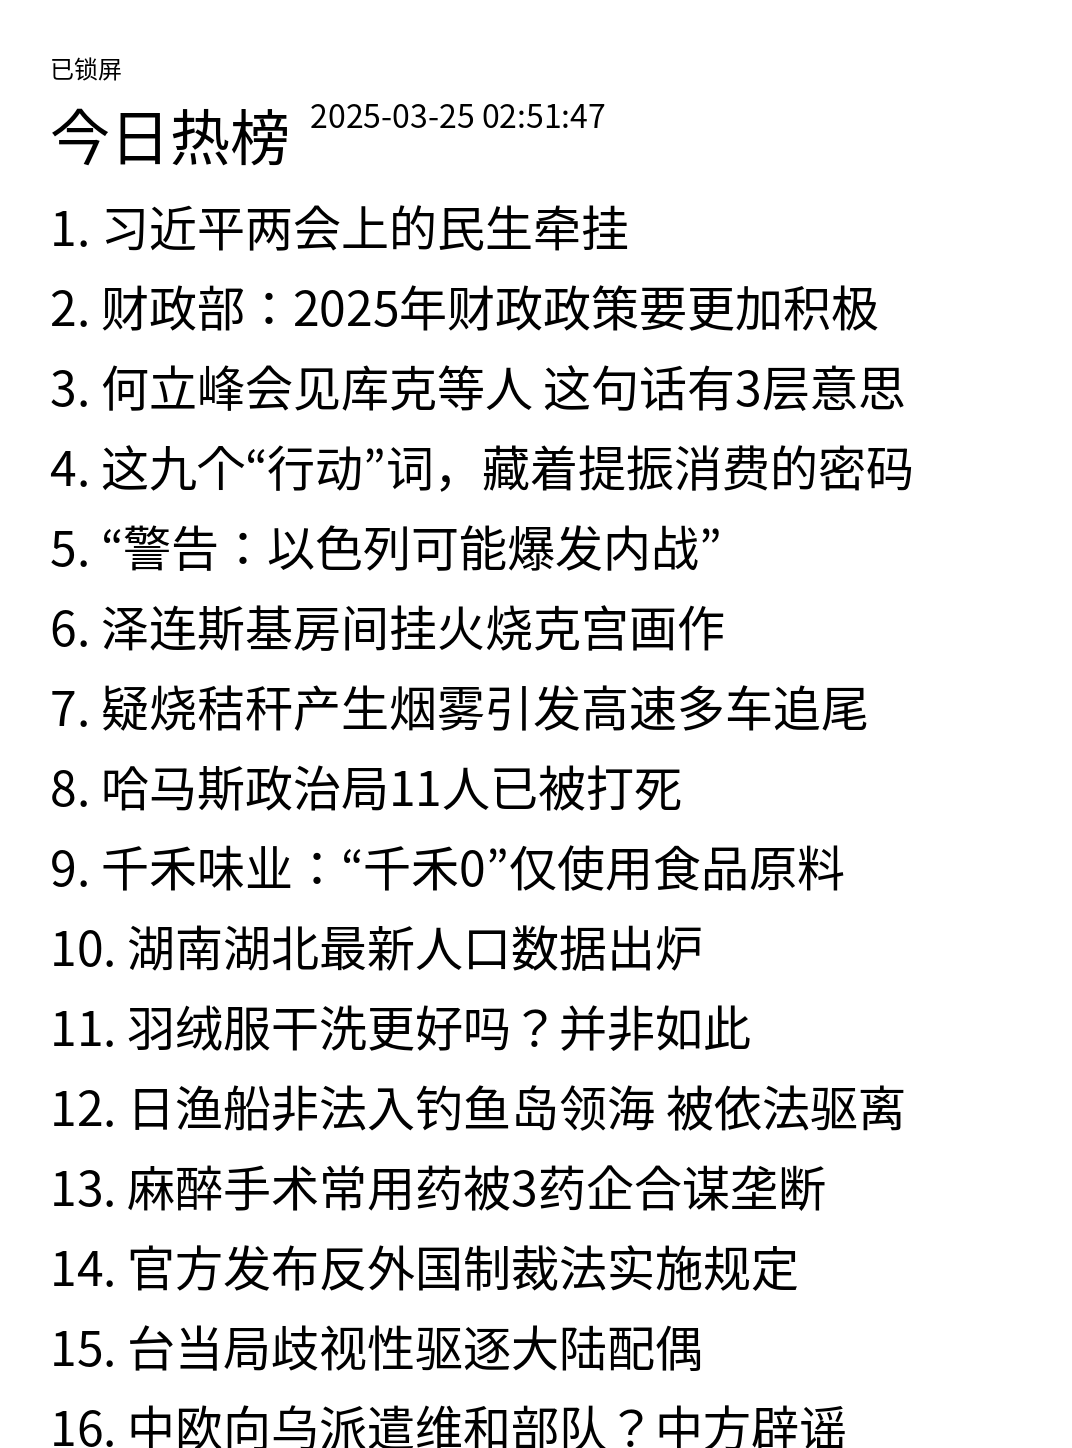 已锁屏
今日热榜 2025-03-25 02:51:47
1. 习近平两会上的民生牵挂
2. 财政部：2025年财政政策要更加积极
3. 何立峰会见库克等人 这句话有3层意思
4. 这九个“行动”词，藏着提振消费的密码
5. “警告：以色列可能爆发内战”
6. 泽连斯基房间挂火烧克宫画作
7. 疑烧秸秆产生烟雾引发高速多车追尾
8. 哈马斯政治局11人已被打死
9. 千禾味业：“千禾0”仅使用食品原料
10. 湖南湖北最新人口数据出炉
11. 羽绒服干洗更好吗？并非如此
12. 日渔船非法入钓鱼岛领海 被依法驱离
13. 麻醉手术常用药被3药企合谋垄断
14. 官方发布反外国制裁法实施规定
15. 台当局歧视性驱逐大陆配偶
16. 中欧向乌派遣维和部队？中方辟谣